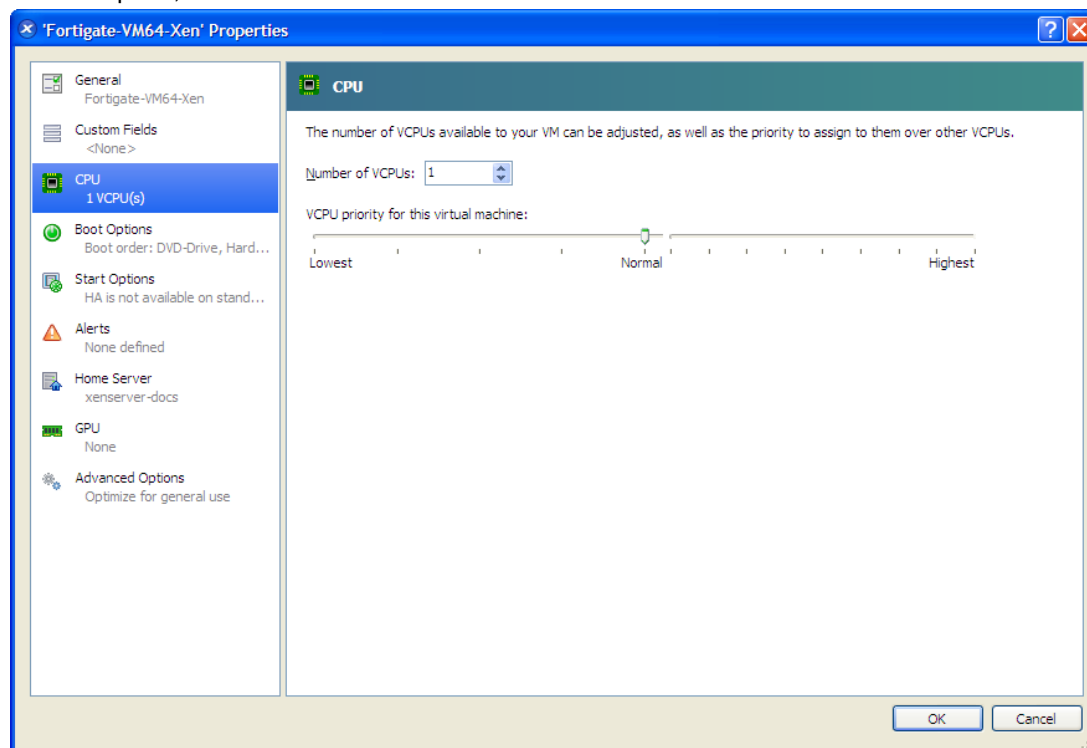 'Fortigate-VM64-Xen' Properties
General
Fortigate-VM64-Xen
Custom Fields
<None>
CPU
1 VCPU(s)
Boot Options
Boot order: DVD-Drive, Hard...
Start Options
HA is not available on stand...
Alerts
None defined
Home Server
xenserver-docs
GPU
None
Advanced Options
Optimize for general use
CPU
The number of VCPUs available to your VM can be adjusted, as well as the priority to assign to them over other VCPUs.
Number of VCPUs: 1
VCPU priority for this virtual machine:
Lowest Normal Highest
OK Cancel